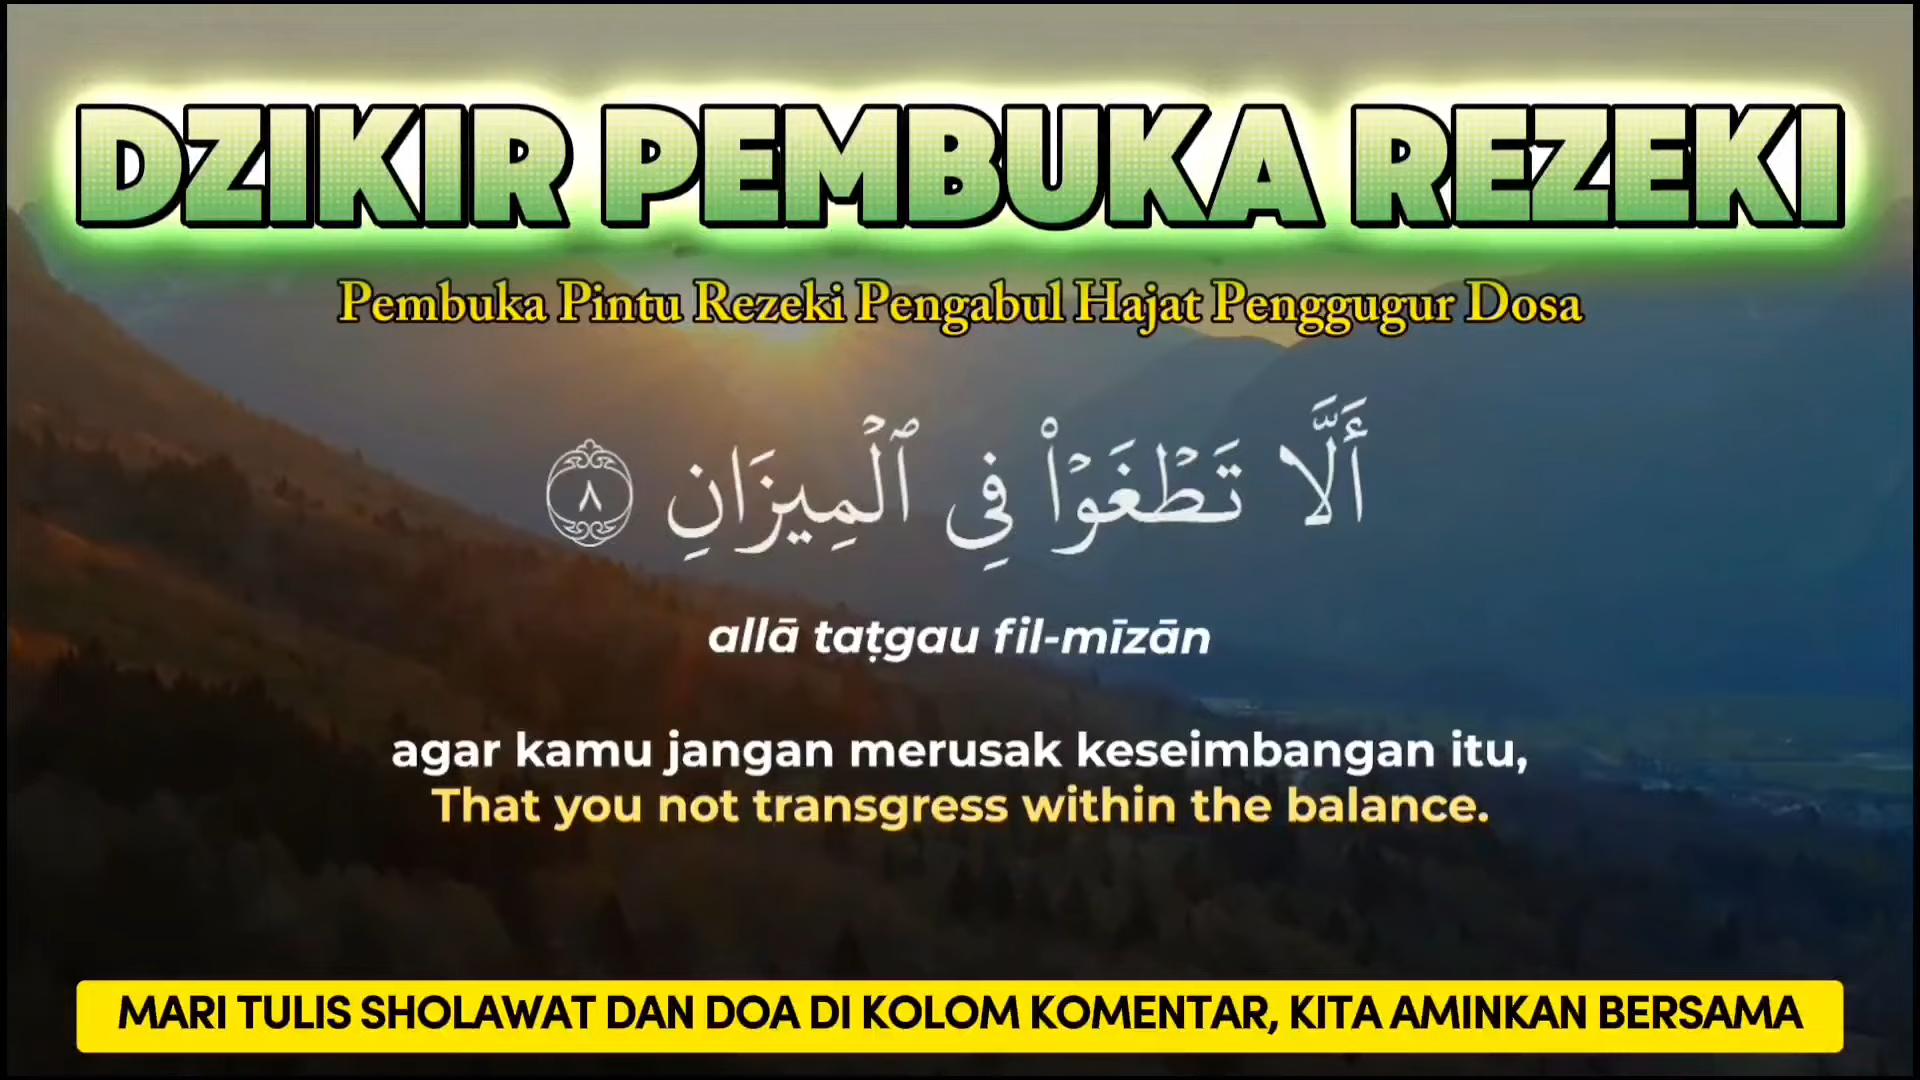 DZIKIR PEMBUKA REZEKI
Pembuka Pintu Rezeki Pengabul Hajat Penggugur Dosa
أَلَّا تَطۡغَوۡاْ فِي ٱلۡمِيزَانِ ٨
allā taṭgau fil-mīzān
agar kamu jangan merusak keseimbangan itu,
That you not transgress within the balance.
MARI TULIS SHOLAWAT DAN DOA DI KOLOM KOMENTAR, KITA AMINKAN BERSAMA